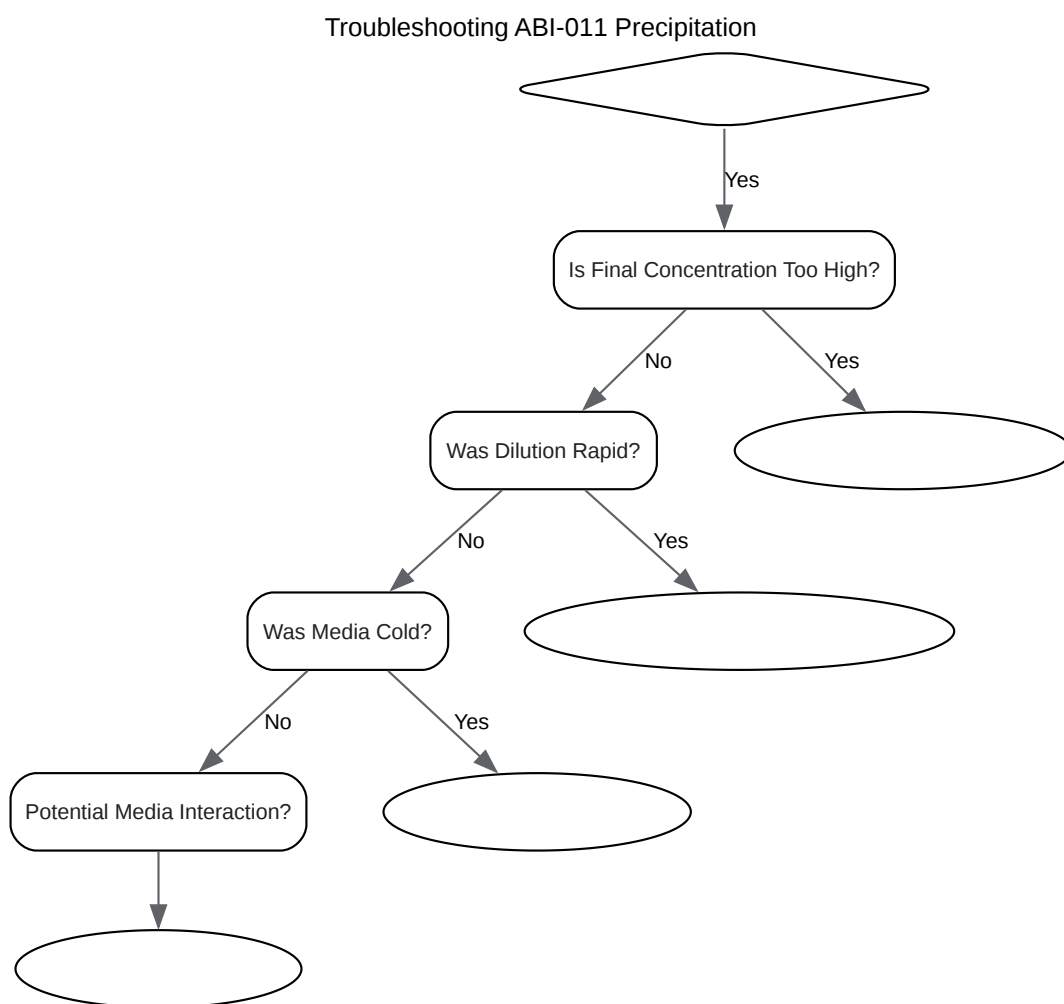 Troubleshooting ABI-011 Precipitation
Yes
Is Final Concentration Too High?
No
Yes
Was Dilution Rapid?
No
Yes
Was Media Cold?
No
Yes
Potential Media Interaction?